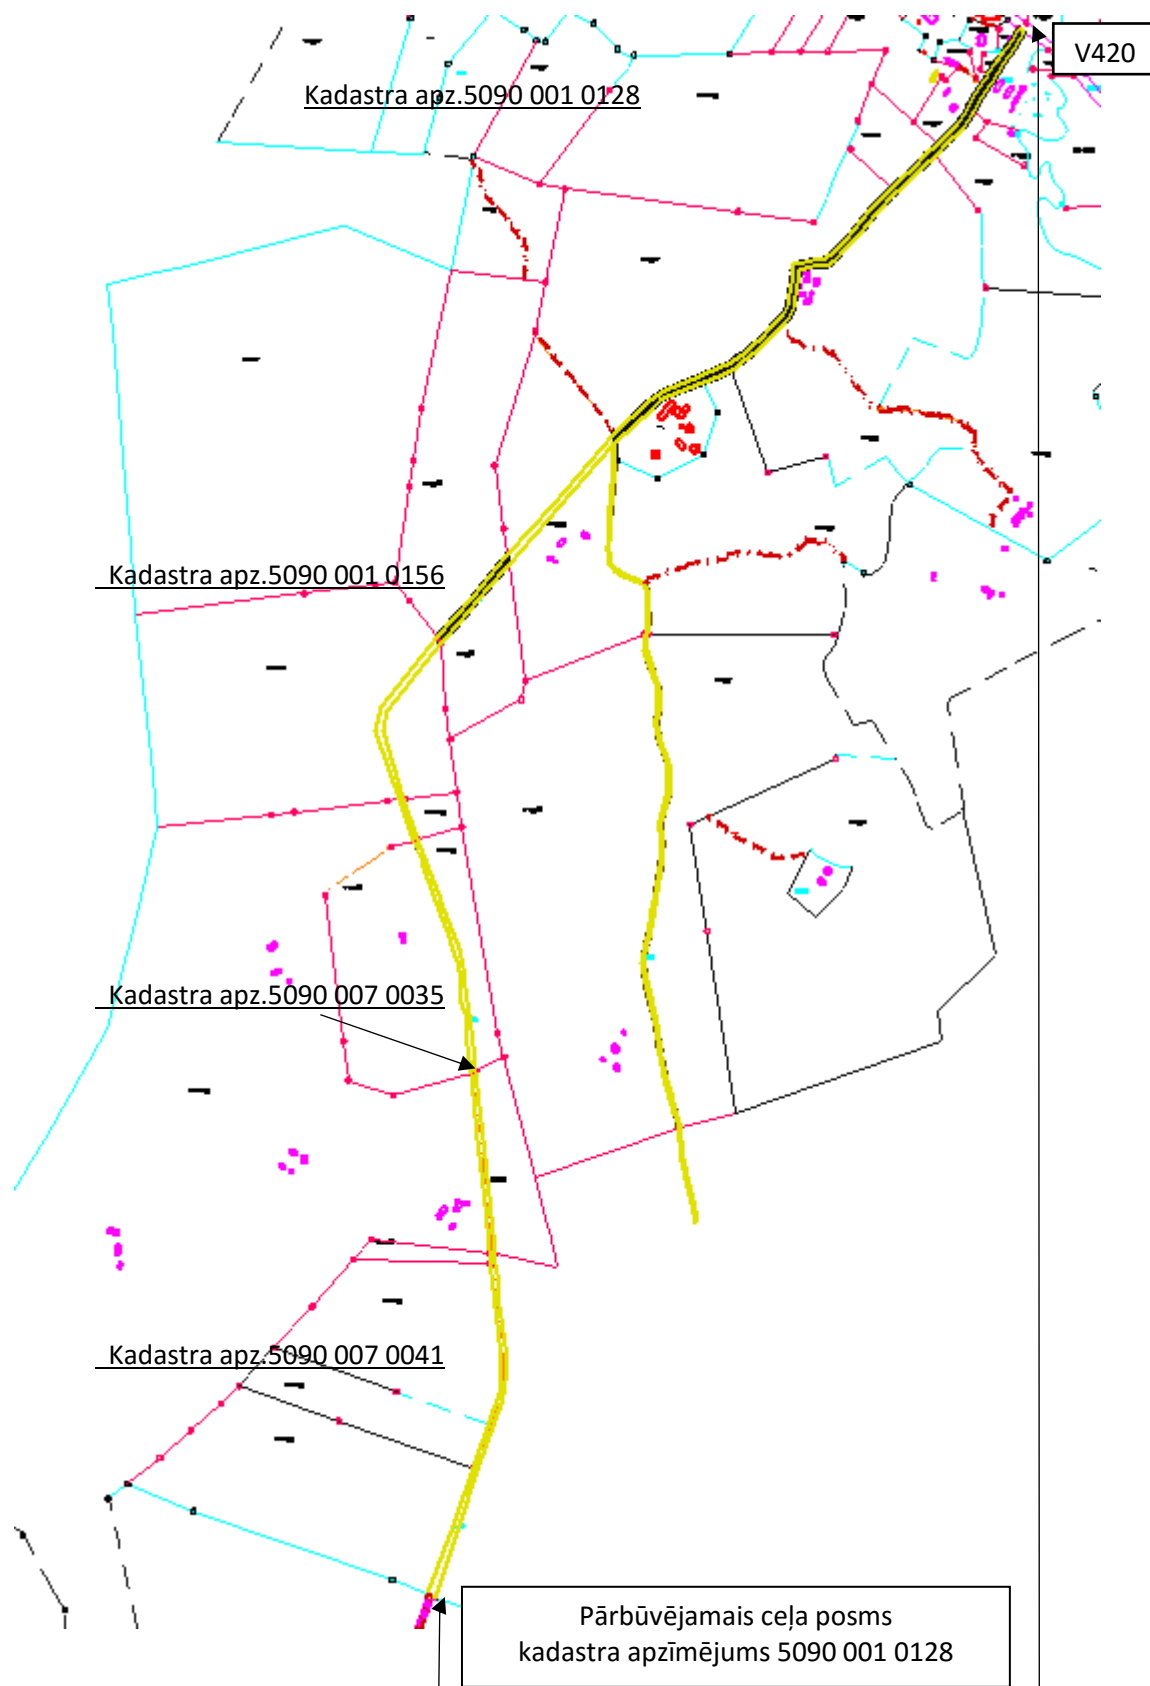 V420
Kadastra apz.5090 001 0128
Kadastra apz.5090 001 0156
Kadastra apz.5090 007 0035
Kadastra apz.5090 007 0041
Pārbūvējamais ceļa posms
kadastra apzīmējums 5090 001 0128